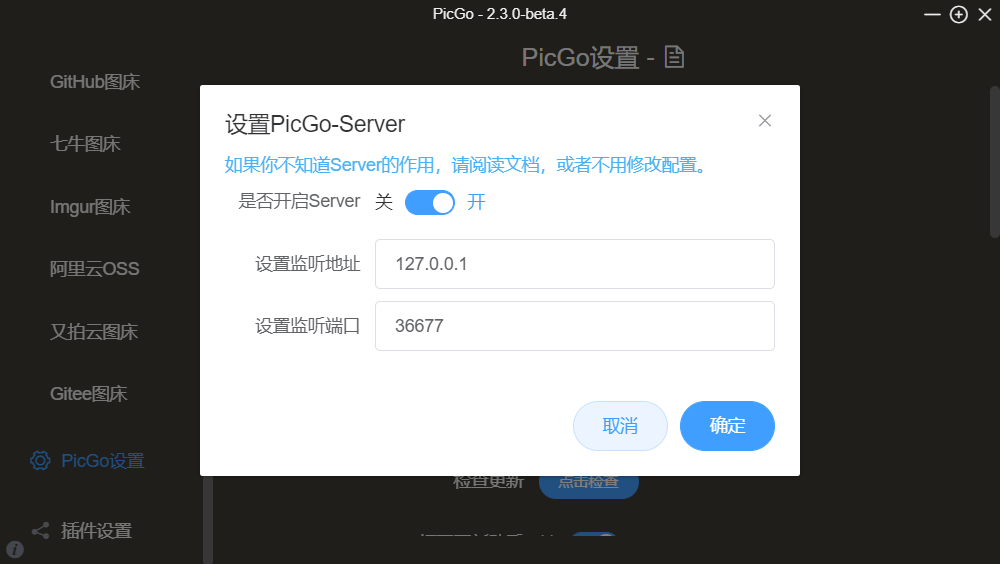 PicGo - 2.3.0-beta.4
PicGo设置 -
GitHub图床
七牛图床
Imgur图床
阿里云OSS
又拍云图床
Gitee图床
PicGo设置
插件设置
设置PicGo-Server
如果你不知道Server的作用，请阅读文档，或者不用修改配置。
是否开启Server 关 开
设置监听地址 127.0.0.1
设置监听端口 36677
取消 确定
检查更新 点击检查